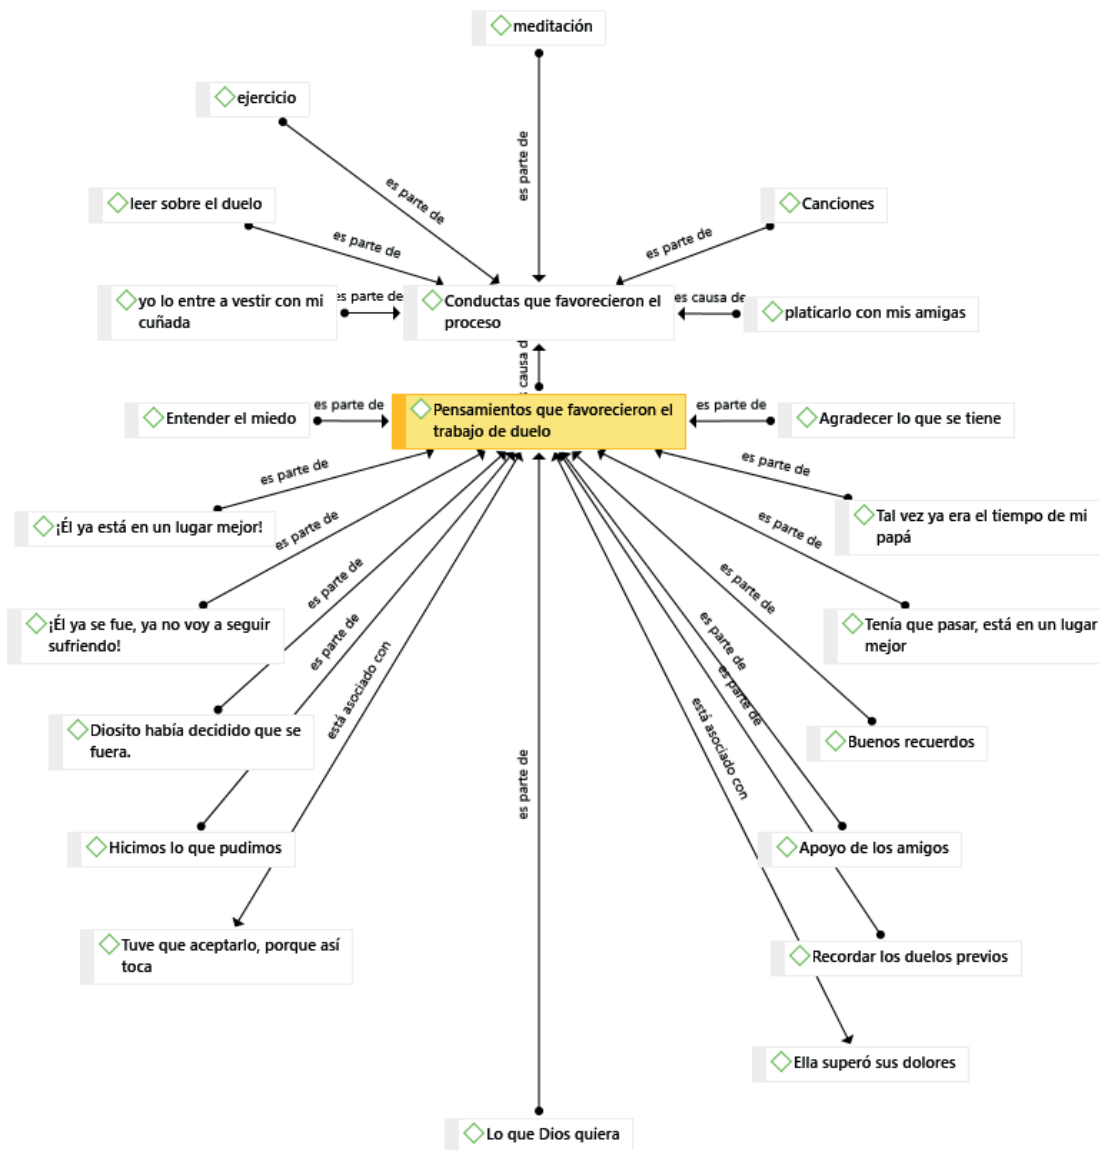 meditación
ejercicio
es parte de
es parte de
leer sobre el duelo
Canciones
es parte de
es parte de
yo lo entre a vestir con mi
cuñada
es parte de
Conductas que favorecieron el
proceso
es causa de
platicarlo con mis amigas
causa d
Entender el miedo
es parte de
Pensamientos que favorecieron el
trabajo de duelo
es parte de
Agradecer lo que se tiene
es parte de
es parte de
¡Él ya está en un lugar mejor!
Tal vez ya era el tiempo de mi
papá
es parte de
es parte de
¡Él ya se fue, ya no voy a seguir
sufriendo!
es parte de
es parte de
Tenía que pasar, está en un lugar
mejor
es parte de
es parte de
es parte de
está asociado con
está asociado con
Diosito había decidido que se
fuera.
Buenos recuerdos
es parte de
Hicimos lo que pudimos
Apoyo de los amigos
Tuve que aceptarlo, porque así
toca
Recordar los duelos previos
Ella superó sus dolores
Lo que Dios quiera